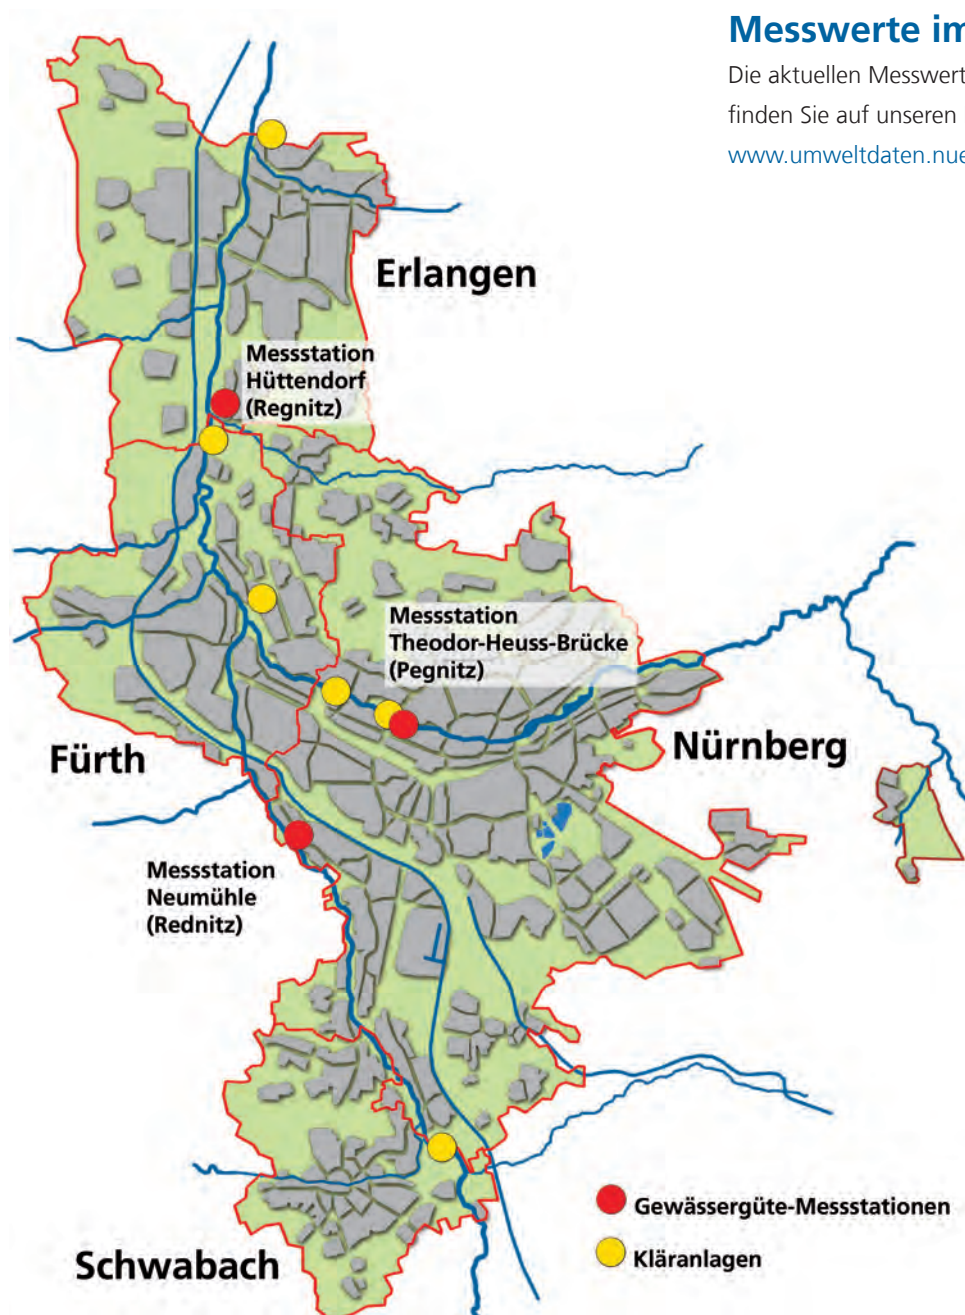 Messwerte im
Die aktuellen Messwert
finden Sie auf unseren
www.umweltdaten.nue
Erlangen
Messstation
Hüttendorf
(Regnitz)
Messstation
Theodor-Heuss-Brücke
(Pegnitz)
Fürth
Nürnberg
Messstation
Neumühle
(Rednitz)
Gewässergüte-Messstationen
Kläranlagen
Schwabach